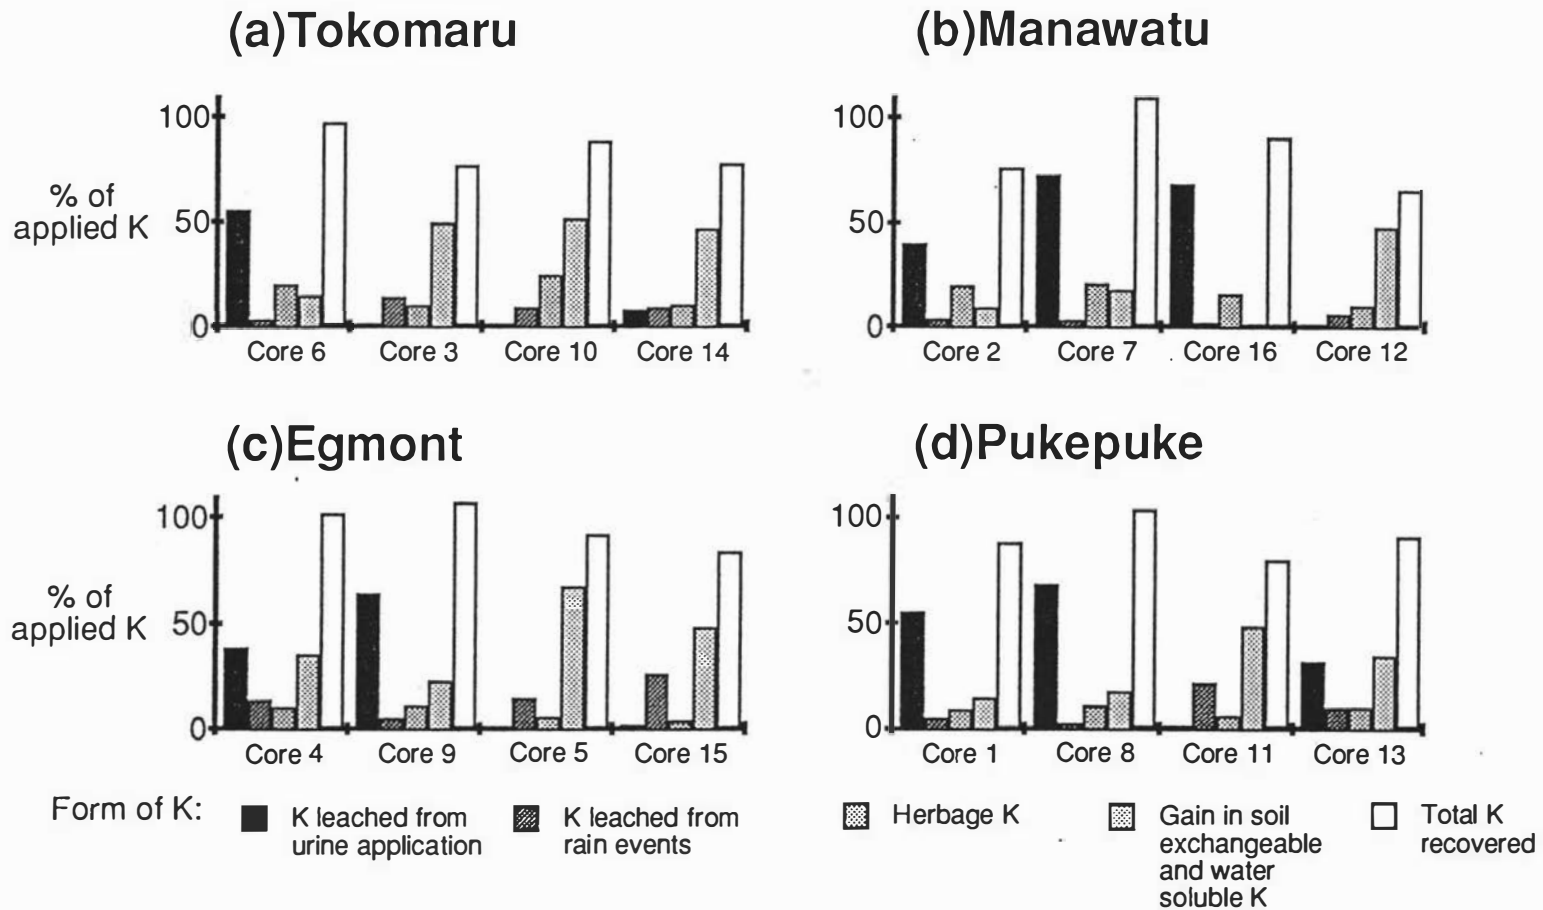 (a)Tokomaru
(b)Manawatu
100
50
0
% of
applied K
Core 6 Core 3 Core 10 Core 14
100
50
0
Core 2 Core 7 Core 16 Core 12
(c)Egmont
(d)Pukepuke
100
50
0
% of
applied K
Core 4 Core 9 Core 5 Core 15
100
50
0
Core 1 Core 8 Core 11 Core 13
Form of K:
K leached from
urine application
K leached from
rain events
Herbage K
Gain in soil
exchangeable
and water
soluble K
Total K
recovered